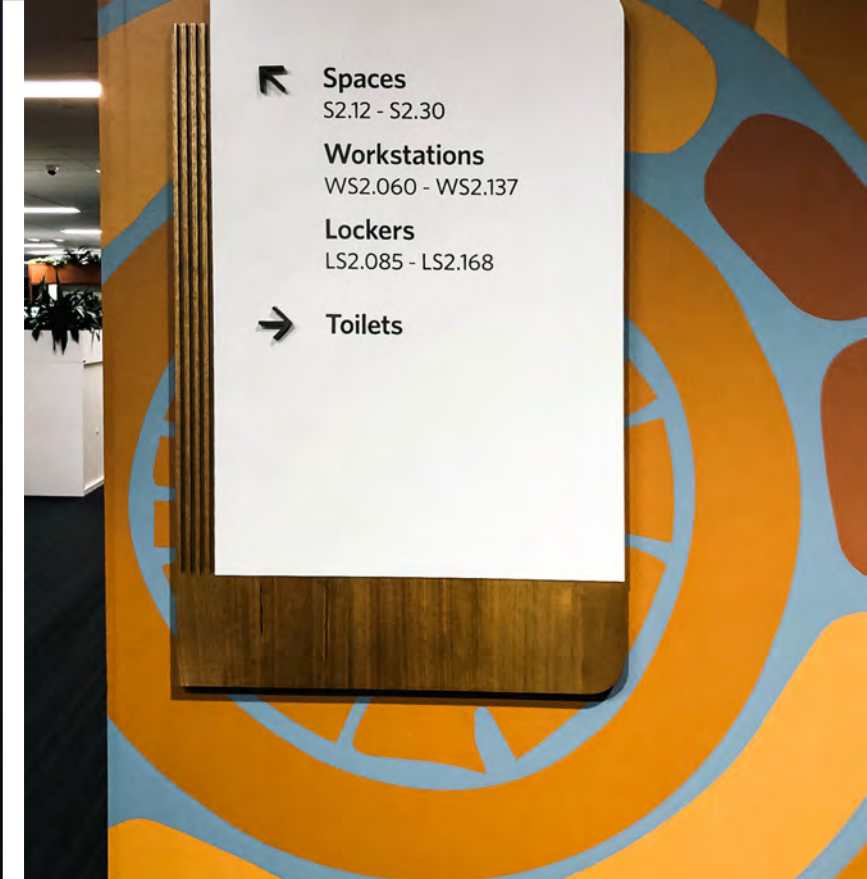 Spaces
S2.12 - S2.30
Workstations
WS2.060 - WS2.137
Lockers
LS2.085 - LS2.168
Toilets